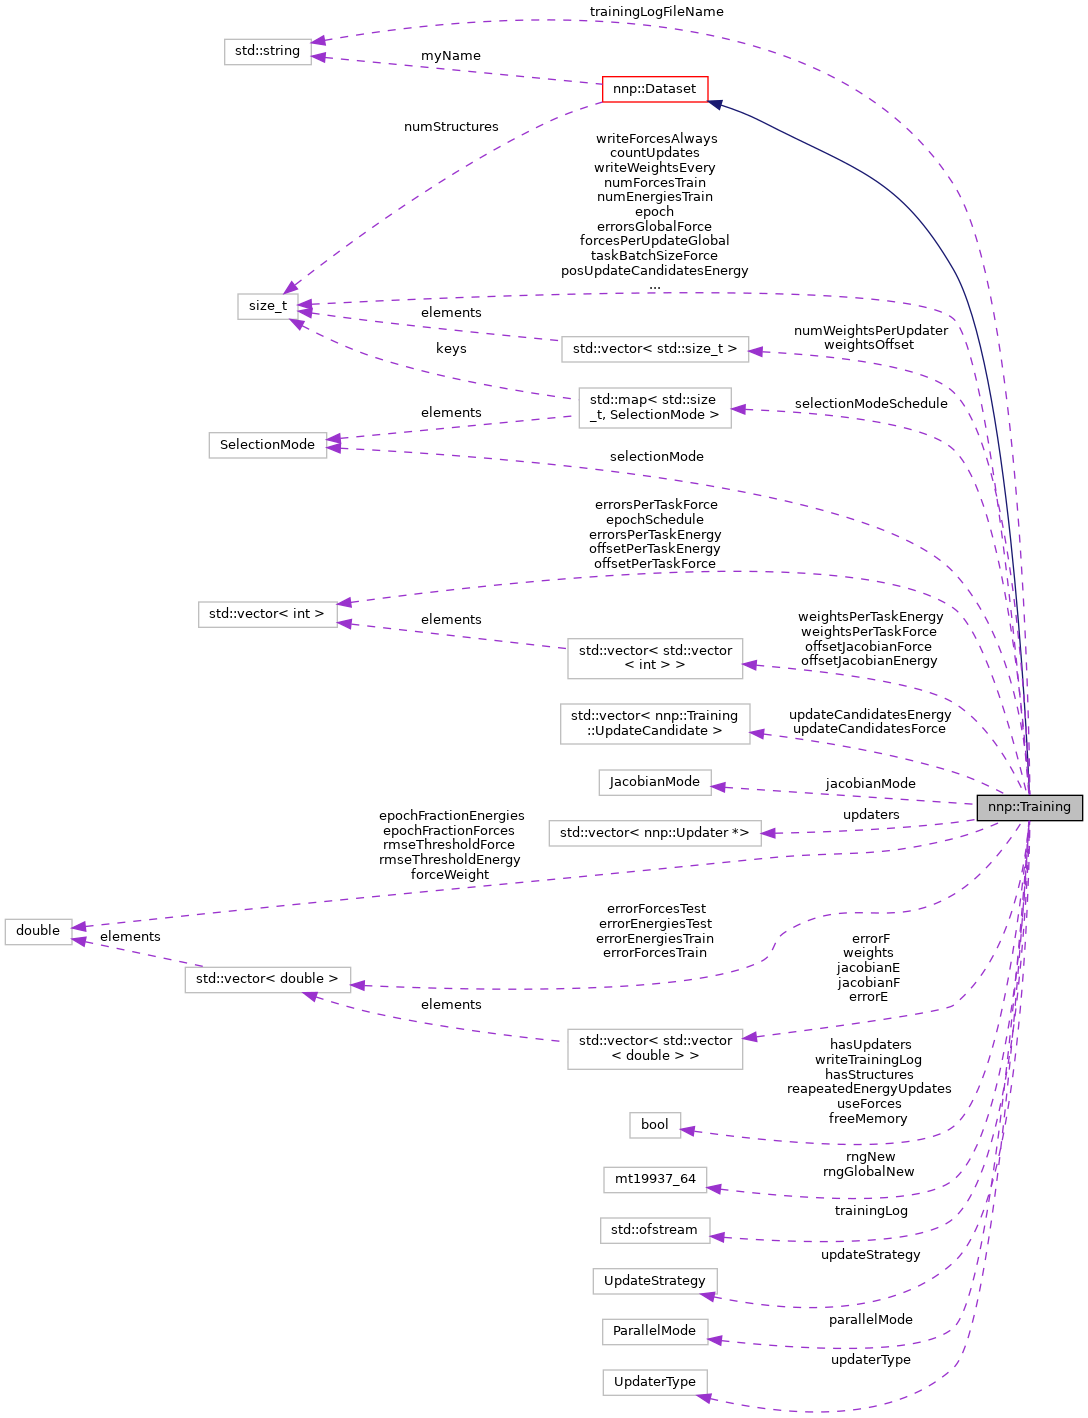 trainingLogFileName
std::string
myName
nnp::Dataset
numStructures
writeForcesAlways
countUpdates
writeWeightsEvery
numForcesTrain
numEnergiesTrain
epoch
errorsGlobalForce
forcesPerUpdateGlobal
taskBatchSizeForce
posUpdateCandidatesEnergy
...
size_t
elements
numWeightsPerUpdater
weightsOffset
std::vector< std::size_t >
keys
std::map< std::size
_t, SelectionMode >
selectionModeSchedule
elements
SelectionMode
selectionMode
errorsPerTaskForce
epochSchedule
errorsPerTaskEnergy
offsetPerTaskEnergy
offsetPerTaskForce
std::vector< int >
elements
std::vector< std::vector
< int > >
weightsPerTaskEnergy
weightsPerTaskForce
offsetJacobianForce
offsetJacobianEnergy
std::vector< nnp::Training
::UpdateCandidate >
updateCandidatesEnergy
updateCandidatesForce
JacobianMode
jacobianMode
nnp::Training
updaters
std::vector< nnp::Updater *>
epochFractionEnergies
epochFractionForces
rmseThresholdForce
rmseThresholdEnergy
forceWeight
double
elements
errorForcesTest
errorEnergiesTest
errorEnergiesTrain
errorForcesTrain
std::vector< double >
errorF
weights
jacobianE
jacobianF
errorE
elements
std::vector< std::vector
< double > >
hasUpdaters
writeTrainingLog
hasStructures
reapeatedEnergyUpdates
useForces
freeMemory
bool
rngNew
rngGlobalNew
mt19937_64
trainingLog
std::ofstream
updateStrategy
UpdateStrategy
parallelMode
ParallelMode
updaterType
UpdaterType